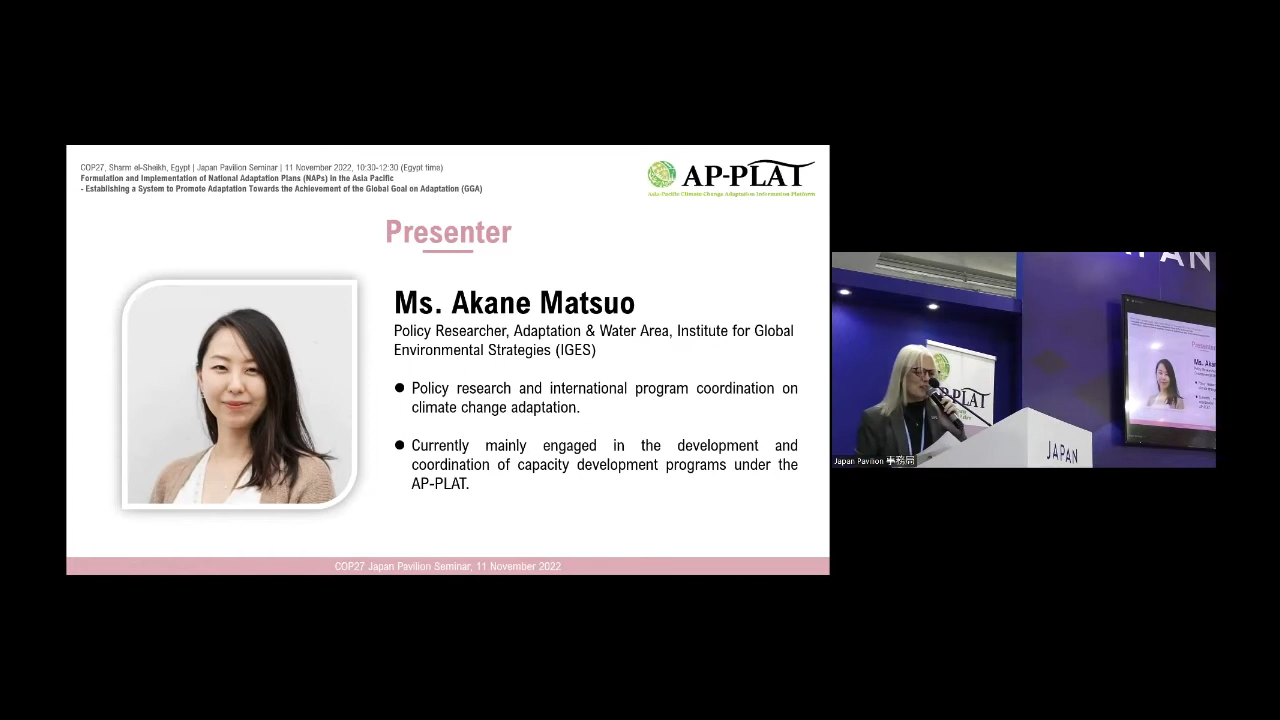 COP27, Sharm el-Sheikh, Egypt | Japan Pavilion Seminar | 11 November 2022, 10:30-12:30 (Egypt time)
Formulation and Implementation of National Adaptation Plans (NAPs) in the Asia Pacific
- Establishing a System to Promote Adaptation Towards the Achievement of the Global Goal on Adaptation (GGA)
AP-PLAT
Asia-Pacific Climate Change Adaptation Information Platform
Presenter
Ms. Akane Matsuo
Policy Researcher, Adaptation & Water Area, Institute for Global
Environmental Strategies (IGES)
● Policy research and international program coordination on
climate change adaptation.
● Currently mainly engaged in the development and
coordination of capacity development programs under the
AP-PLAT.
COP27 Japan Pavilion Seminar, 11 November 2022
JAPAN
Japan Pavilion 事務局